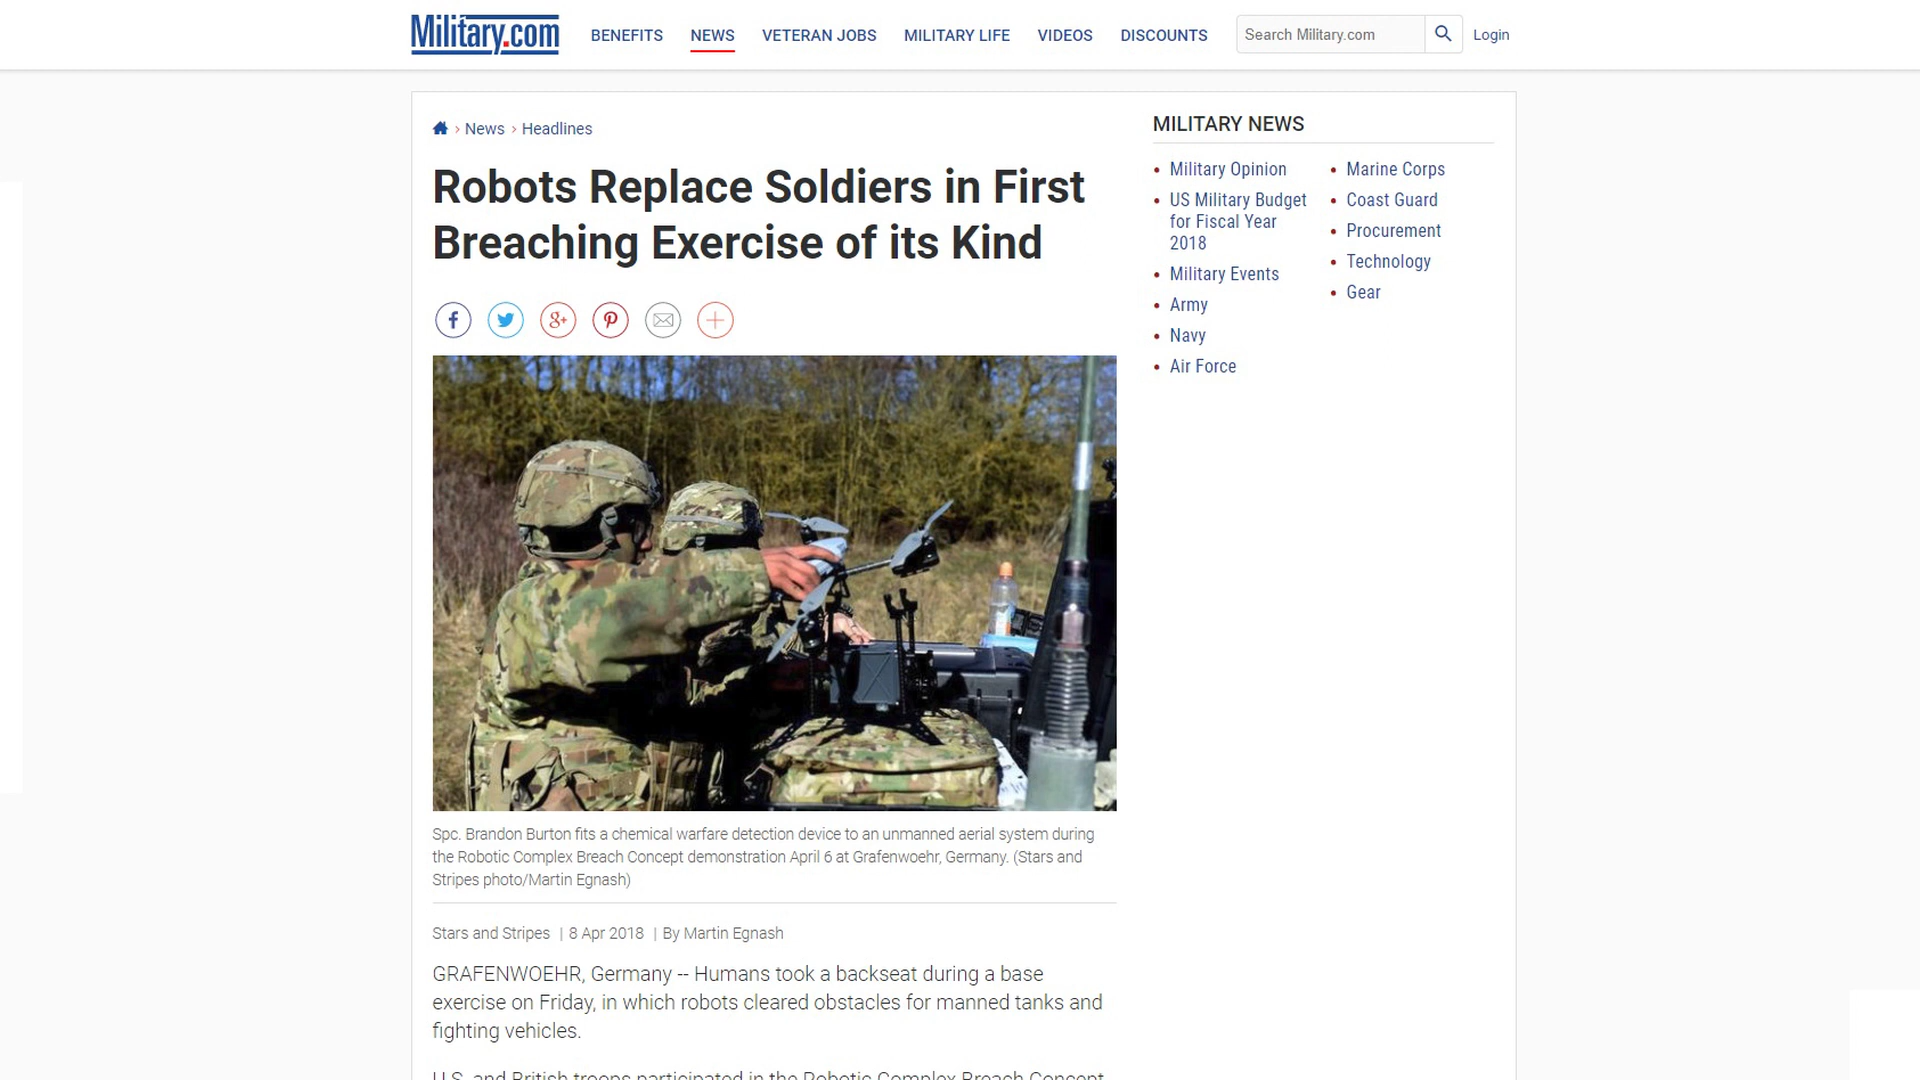 Military.com
BENEFITS
NEWS
VETERAN JOBS
MILITARY LIFE
VIDEOS
DISCOUNTS
Search Military.com
Login
News
Headlines
Robots Replace Soldiers in First
Breaching Exercise of its Kind
Spc. Brandon Burton fits a chemical warfare detection device to an unmanned aerial system during
the Robotic Complex Breach Concept demonstration April 6 at Grafenwoehr, Germany. (Stars and
Stripes photo/Martin Egnash)
Stars and Stripes | 8 Apr 2018 | By Martin Egnash
GRAFENWOEHR, Germany -- Humans took a backseat during a base
exercise on Friday, in which robots cleared obstacles for manned tanks and
fighting vehicles.
U.S. and British troops participated in the Robotic Complex Breach Concept
MILITARY NEWS
Military Opinion
US Military Budget
for Fiscal Year
2018
Military Events
Army
Navy
Air Force
Marine Corps
Coast Guard
Procurement
Technology
Gear